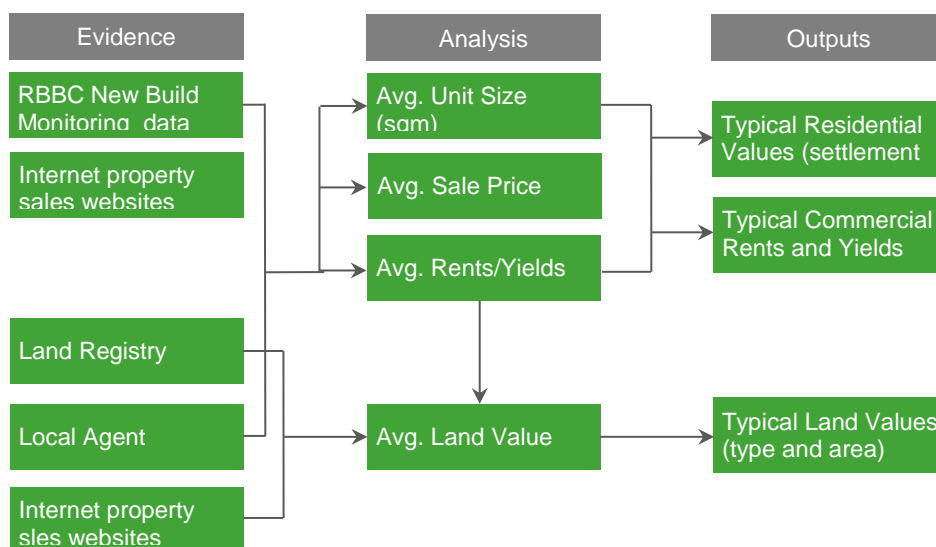 Evidence
Analysis
Outputs
RBBC New Build
Monitoring data
Internet property
sales websites
Land Registry
Local Agent
Internet property
sles websites
Avg. Unit Size
(sqm)
Avg. Sale Price
Avg. Rents/Yields
Avg. Land Value
Typical Residential
Values (settlement
Typical Commercial
Rents and Yields
Typical Land Values
(type and area)